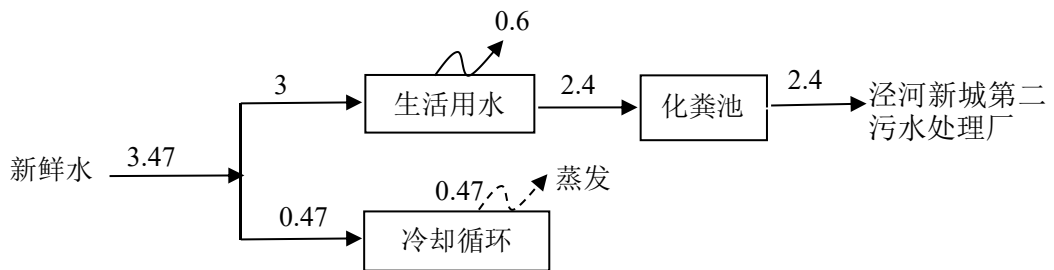 0.6
3
生活用水
2.4
化粪池
2.4
泾河新城第二
污水处理厂
新鲜水
3.47
0.47
0.47
蒸发
冷却循环